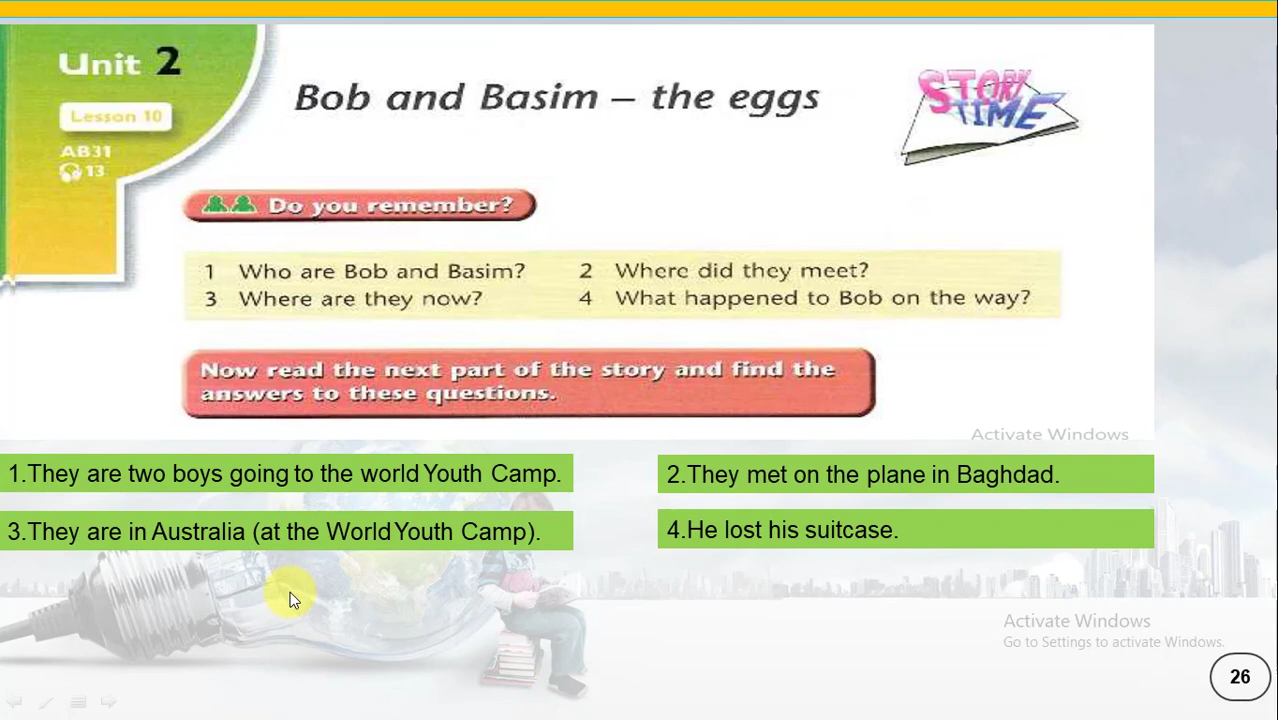 Unit 2
Lesson 10
AB31
13
Bob and Basim – the eggs
STORY
TIME
Do you remember?
1 Who are Bob and Basim? 2 Where did they meet?
3 Where are they now? 4 What happened to Bob on the way?
Now read the next part of the story and find the
answers to these questions.
Activate Windows
1.They are two boys going to the world Youth Camp.
2.They met on the plane in Baghdad.
3.They are in Australia (at the World Youth Camp).
4.He lost his suitcase.
Activate Windows
Go to Settings to activate Windows.
26